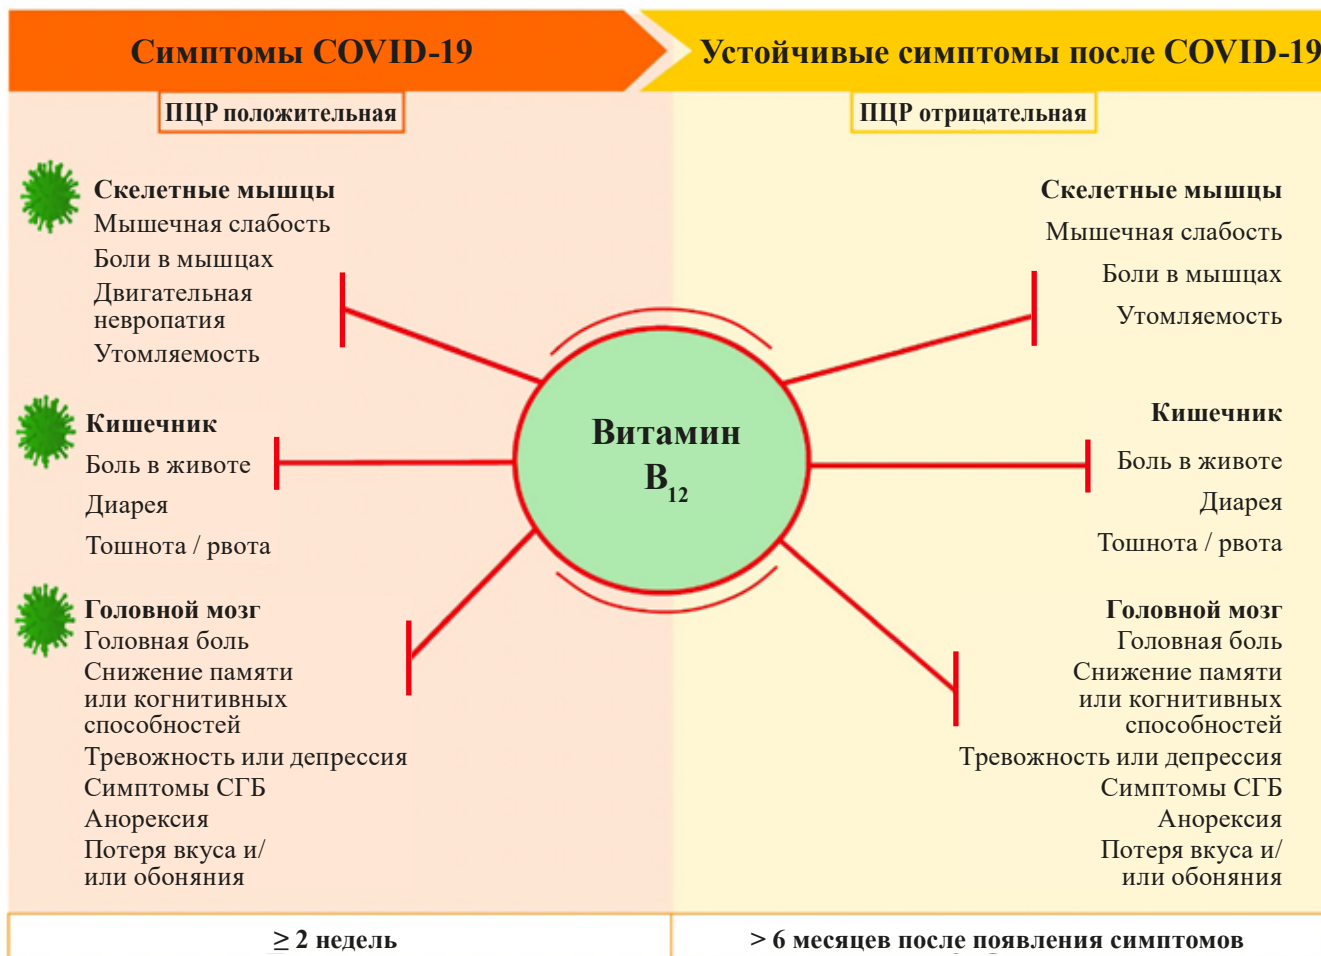 Симптомы COVID-19
Устойчивые симптомы после COVID-19
ПЦР положительная
ПЦР отрицательная
Скелетные мышцы
Мышечная слабость
Боли в мышцах
Двигательная
невропатия
Утомляемость
Кишечник
Боль в животе
Диарея
Тошнота / рвота
Головной мозг
Головная боль
Снижение памяти
или когнитивных
способностей
Тревожность или депрессия
Симптомы СГБ
Анорексия
Потеря вкуса и/
или обоняния
Витамин
B₁₂
Скелетные мышцы
Мышечная слабость
Боли в мышцах
Утомляемость
Кишечник
Боль в животе
Диарея
Тошнота / рвота
Головной мозг
Головная боль
Снижение памяти
или когнитивных
способностей
Тревожность или депрессия
Симптомы СГБ
Анорексия
Потеря вкуса и/
или обоняния
≥ 2 недель
> 6 месяцев после появления симптомов